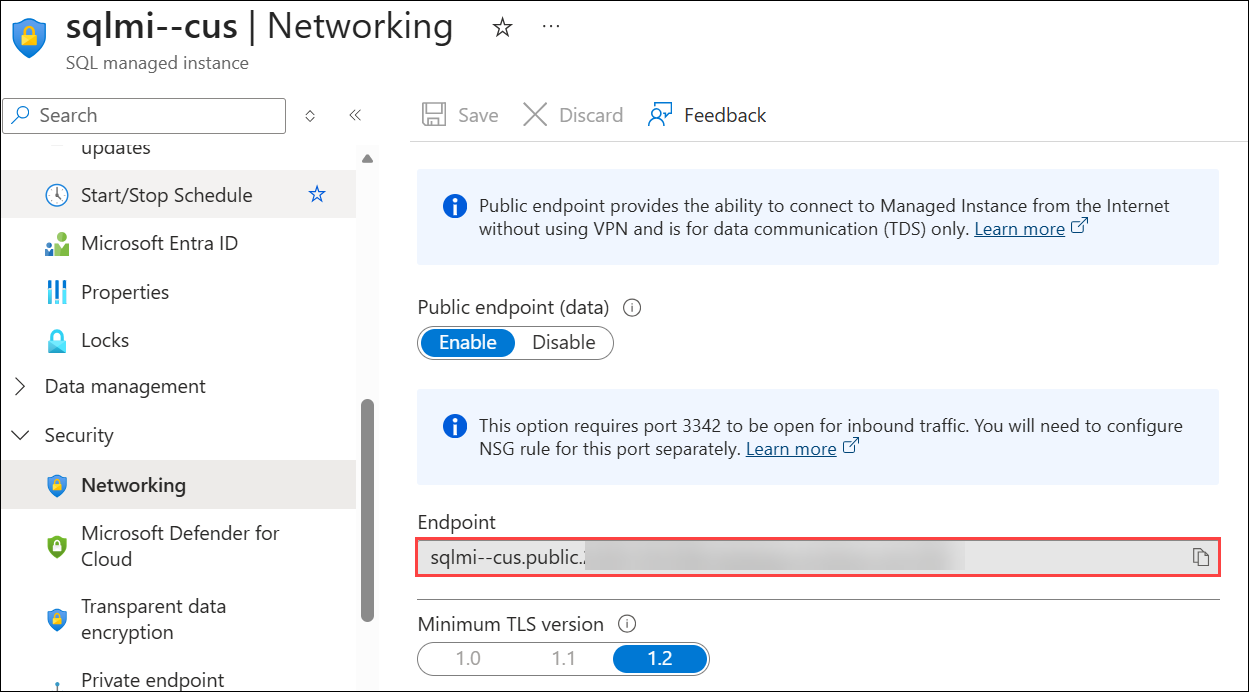 sqlmi--cus | Networking
SQL managed instance
Search
updates
Start/Stop Schedule
Microsoft Entra ID
Properties
Locks
Data management
Security
Networking
Microsoft Defender for
Cloud
Transparent data
encryption
Private endpoint
Save
Discard
Feedback
Public endpoint provides the ability to connect to Managed Instance from the Internet
without using VPN and is for data communication (TDS) only. Learn more
Public endpoint (data)
Enable
Disable
This option requires port 3342 to be open for inbound traffic. You will need to configure
NSG rule for this port separately. Learn more
Endpoint
sqlmi--cus.public.
Minimum TLS version
1.0
1.1
1.2